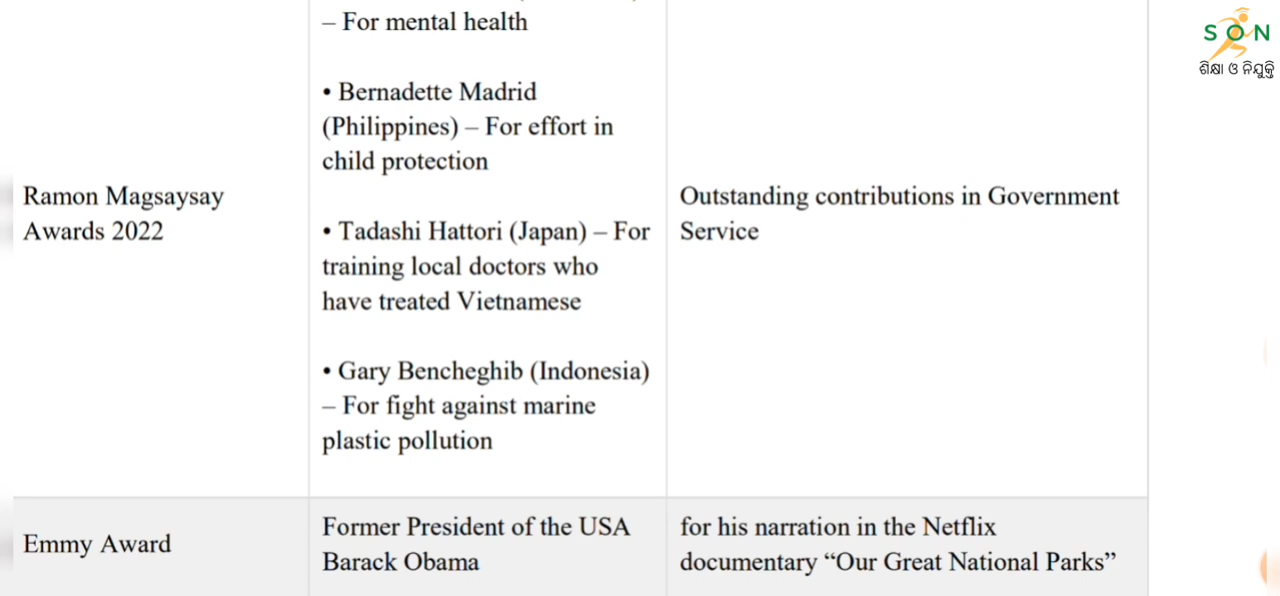 – For mental health
• Bernadette Madrid
(Philippines) – For effort in
child protection
Ramon Magsaysay
Awards 2022
• Tadashi Hattori (Japan) – For
training local doctors who
have treated Vietnamese
• Gary Bencheghib (Indonesia)
– For fight against marine
plastic pollution
Outstanding contributions in Government
Service
Emmy Award
Former President of the USA
Barack Obama
for his narration in the Netflix
documentary “Our Great National Parks”
SON
ଶିକ୍ଷା ଓ ନିଯୁକ୍ତି